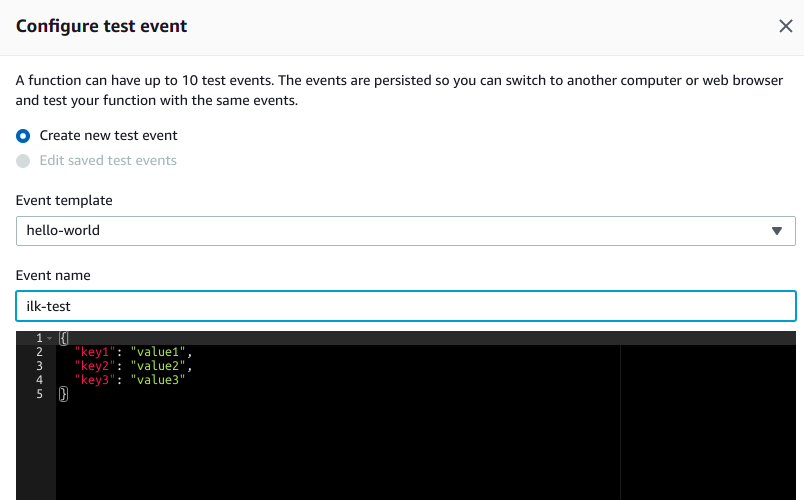 Configure test event
A function can have up to 10 test events. The events are persisted so you can switch to another computer or web browser
and test your function with the same events.
Create new test event
Edit saved test events
Event template
hello-world
Event name
ilk-test
1 {
2 "key1": "value1",
3 "key2": "value2",
4 "key3": "value3"
5 }